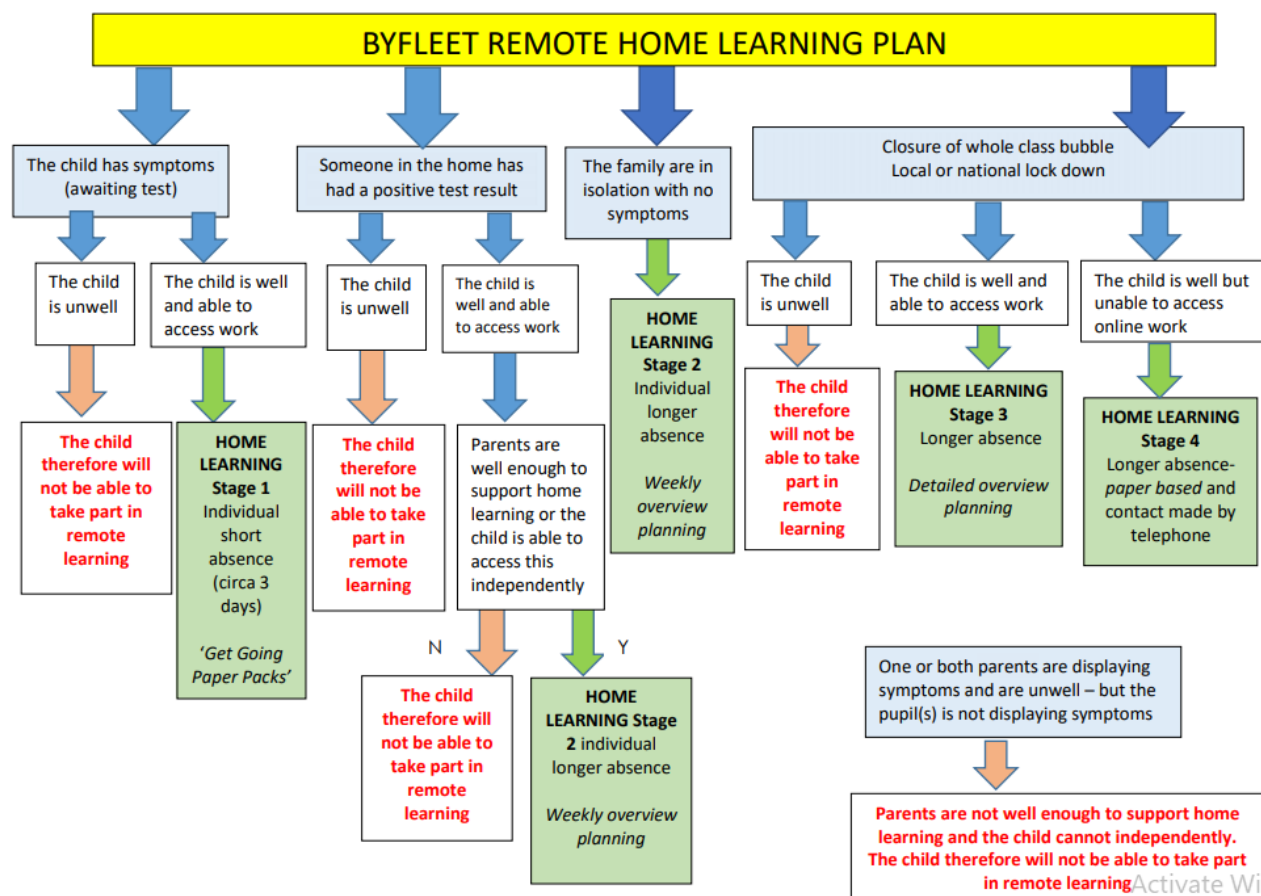 BYFLEET REMOTE HOME LEARNING PLAN
The child has symptoms
(awaiting test)
Someone in the home has
had a positive test result
The family are in
isolation with no
symptoms
Closure of whole class bubble
Local or national lock down
The child
is unwell
The child is well
and able to
access work
The child
is unwell
The child is
well and able
to access work
The child
is unwell
The child is well and
able to access work
The child is well but
unable to access
online work
The child
therefore will
not be able to
take part in
remote
learning
HOME
LEARNING
Stage 1
Individual
short
absence
(circa 3
days)
‘Get Going
Paper Packs’
The child
therefore
will not be
able to take
part in
remote
learning
Parents are
well enough to
support home
learning or the
child is able to
access this
independently
HOME
LEARNING
Stage 2
Individual
longer
absence
Weekly
overview
planning
The child
therefore
will not be
able to take
part in
remote
learning
HOME LEARNING
Stage 3
Longer absence
Detailed overview
planning
HOME LEARNING
Stage 4
Longer absence-
paper based and
contact made by
telephone
N
Y
The child
therefore will
not be able to
take part in
remote
learning
HOME
LEARNING Stage
2 individual
longer absence
Weekly overview
planning
One or both parents are displaying
symptoms and are unwell – but the
pupil(s) is not displaying symptoms
Parents are not well enough to support home
learning and the child cannot independently.
The child therefore will not be able to take part
in remote learning
Activate Wi